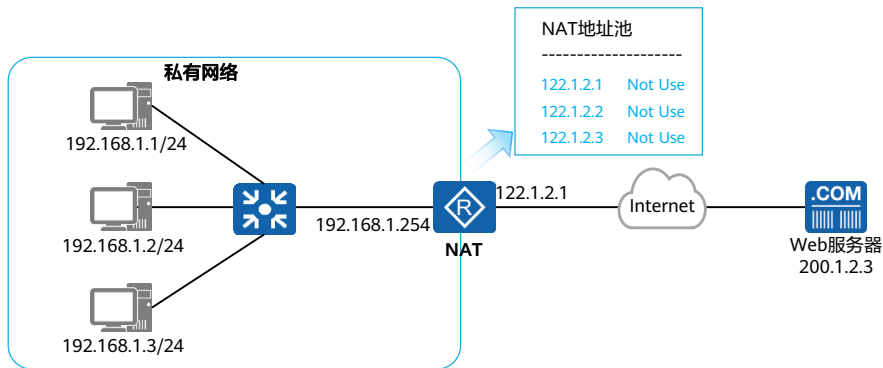 NAT地址池
--------------------
122.1.2.1 Not Use
122.1.2.2 Not Use
122.1.2.3 Not Use
私有网络
192.168.1.1/24
192.168.1.2/24
192.168.1.3/24
192.168.1.254
R
NAT
122.1.2.1
Internet
.COM
Web服务器
200.1.2.3